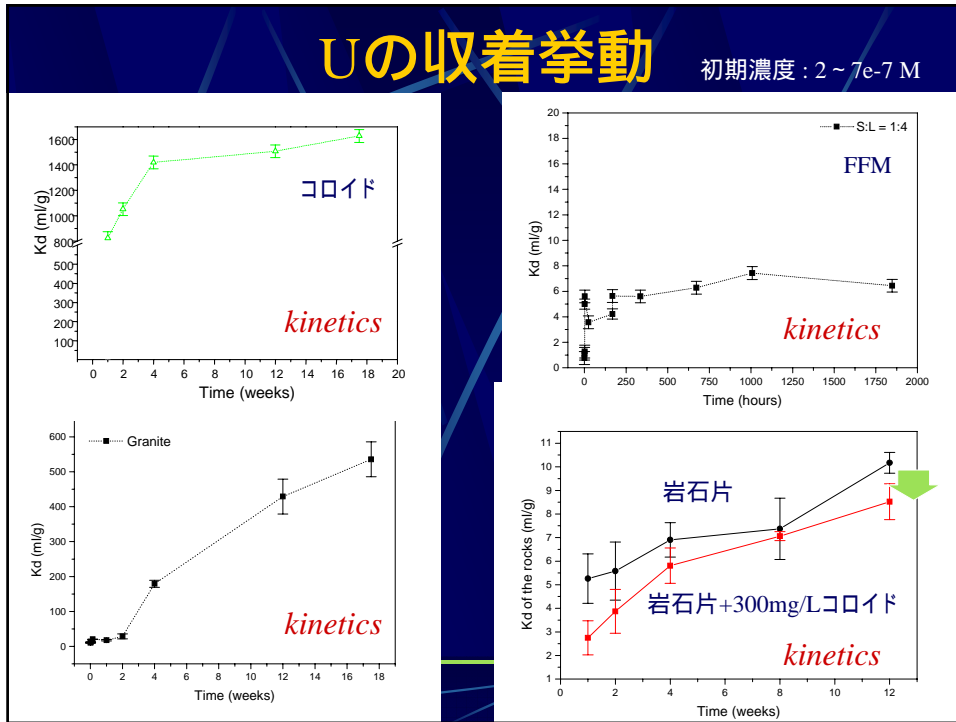 Uの収着挙動
初期濃度 : 2 ~ 7e-7 M
1600
1400
1200
1000
800
500
400
300
200
100
Kd (ml/g)
コロイド
kinetics
0 2 4 6 8 10 12 14 16 18 20
Time (weeks)
20
18
16
14
12
10
8
6
4
2
0
Kd (ml/g)
S:L = 1:4
FFM
kinetics
0 250 500 750 1000 1250 1500 1750 2000
Time (hours)
600
500
400
300
200
100
0
Kd (ml/g)
Granite
kinetics
0 2 4 6 8 10 12 14 16 18
Time (weeks)
11
10
9
8
7
6
5
4
3
2
1
Kd of the rocks (ml/g)
岩石片
岩石片+300mg/Lコロイド
kinetics
0 2 4 6 8 10 12
Time (weeks)